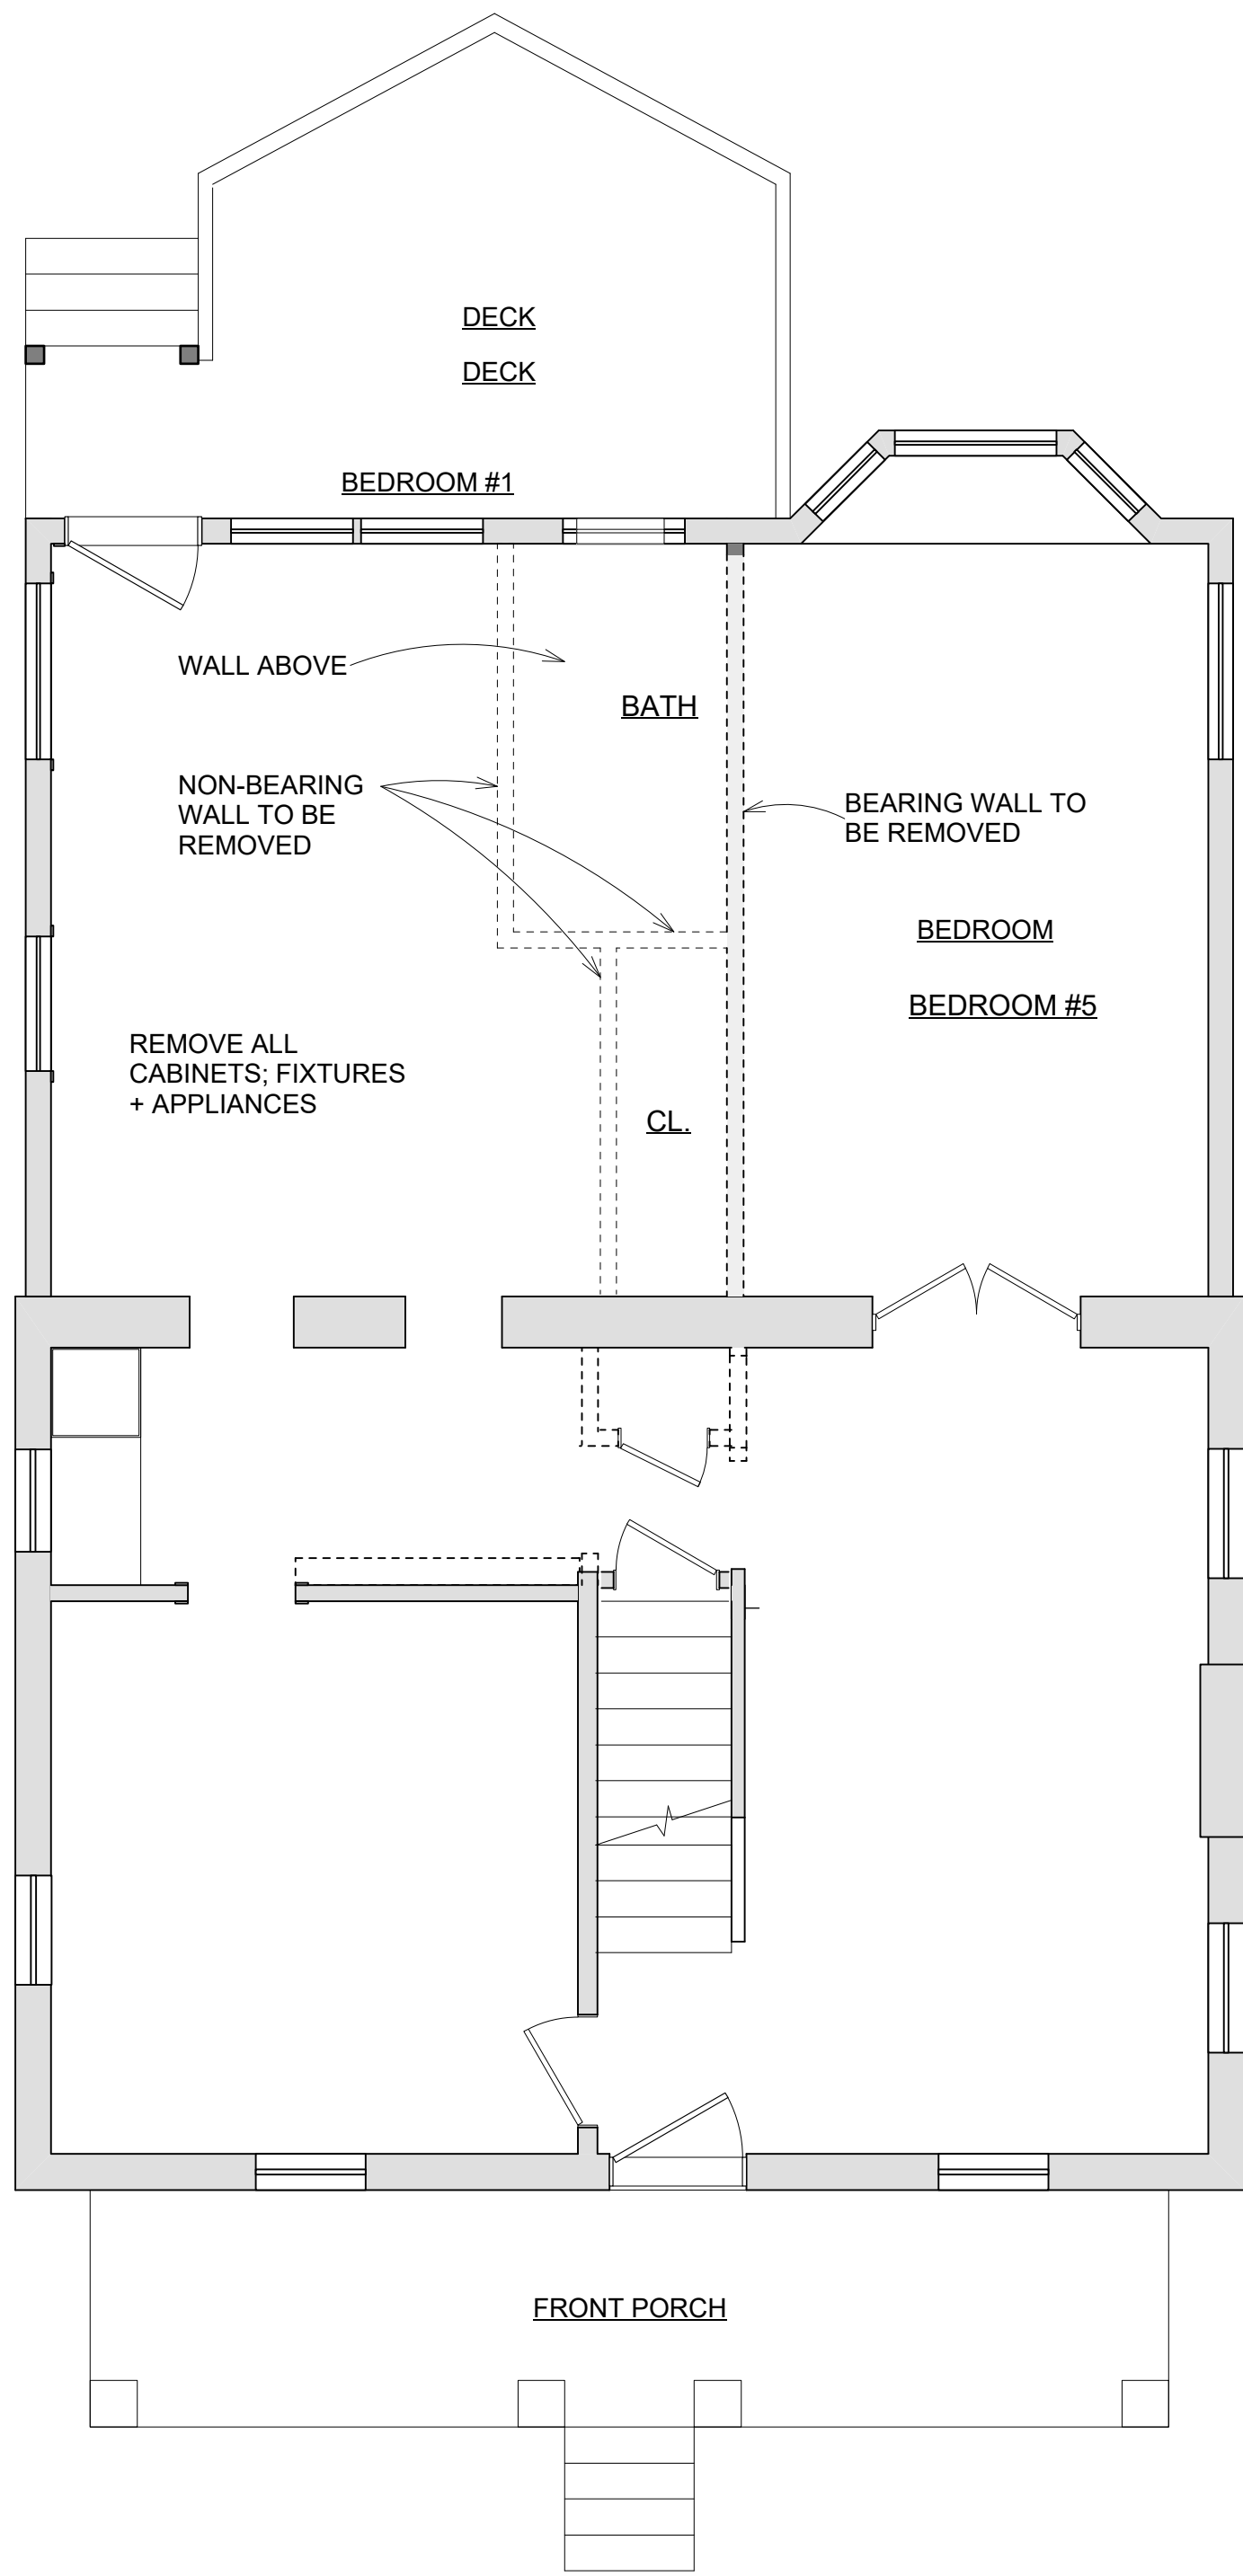 DECK
DECK
BEDROOM #1
WALL ABOVE
BATH
NON-BEARING
WALL TO BE
REMOVED
BEARING WALL TO
BE REMOVED
BEDROOM
BEDROOM #5
REMOVE ALL
CABINETS; FIXTURES
+ APPLIANCES
CL.
FRONT PORCH